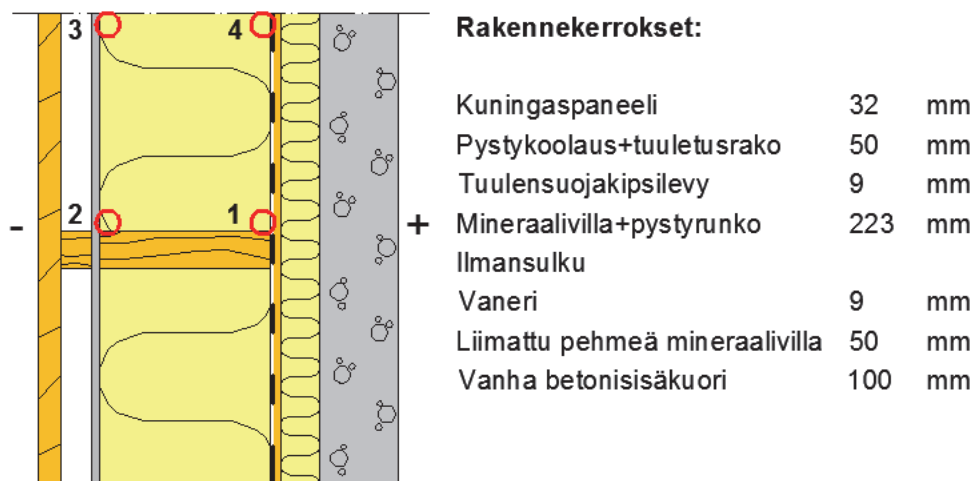 3
4
2
1
-
+
Rakennekerrokset:
Kuningaspaneeli 32 mm
Pystykoolaus+tuuletusrako 50 mm
Tuulensuojakipsilevy 9 mm
Mineraalivilla+pystyrunko 223 mm
Ilmansulku
Vaneri 9 mm
Liimattu pehmeä mineraalivilla 50 mm
Vanha betonisisäkuori 100 mm